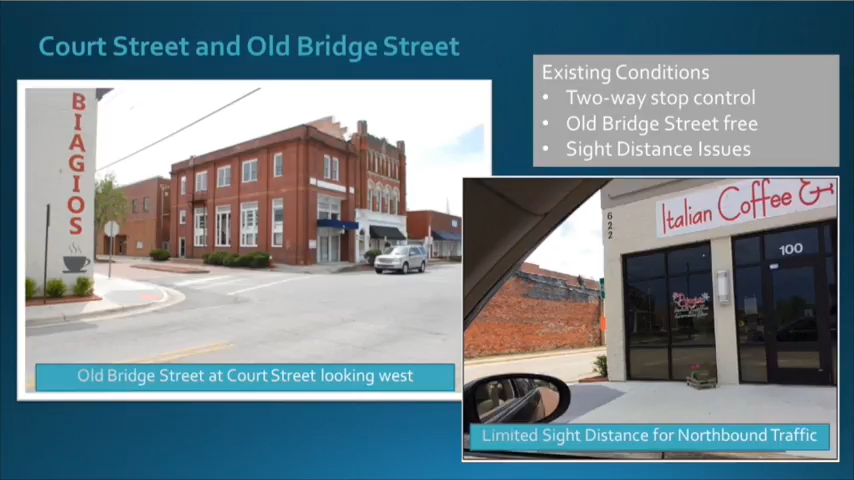 Court Street and Old Bridge Street
Existing Conditions
• Two-way stop control
• Old Bridge Street free
• Sight Distance Issues
BIAGIOS
Old Bridge Street at Court Street looking west
622
Italian Coffee &
100
Limited Sight Distance for Northbound Traffic